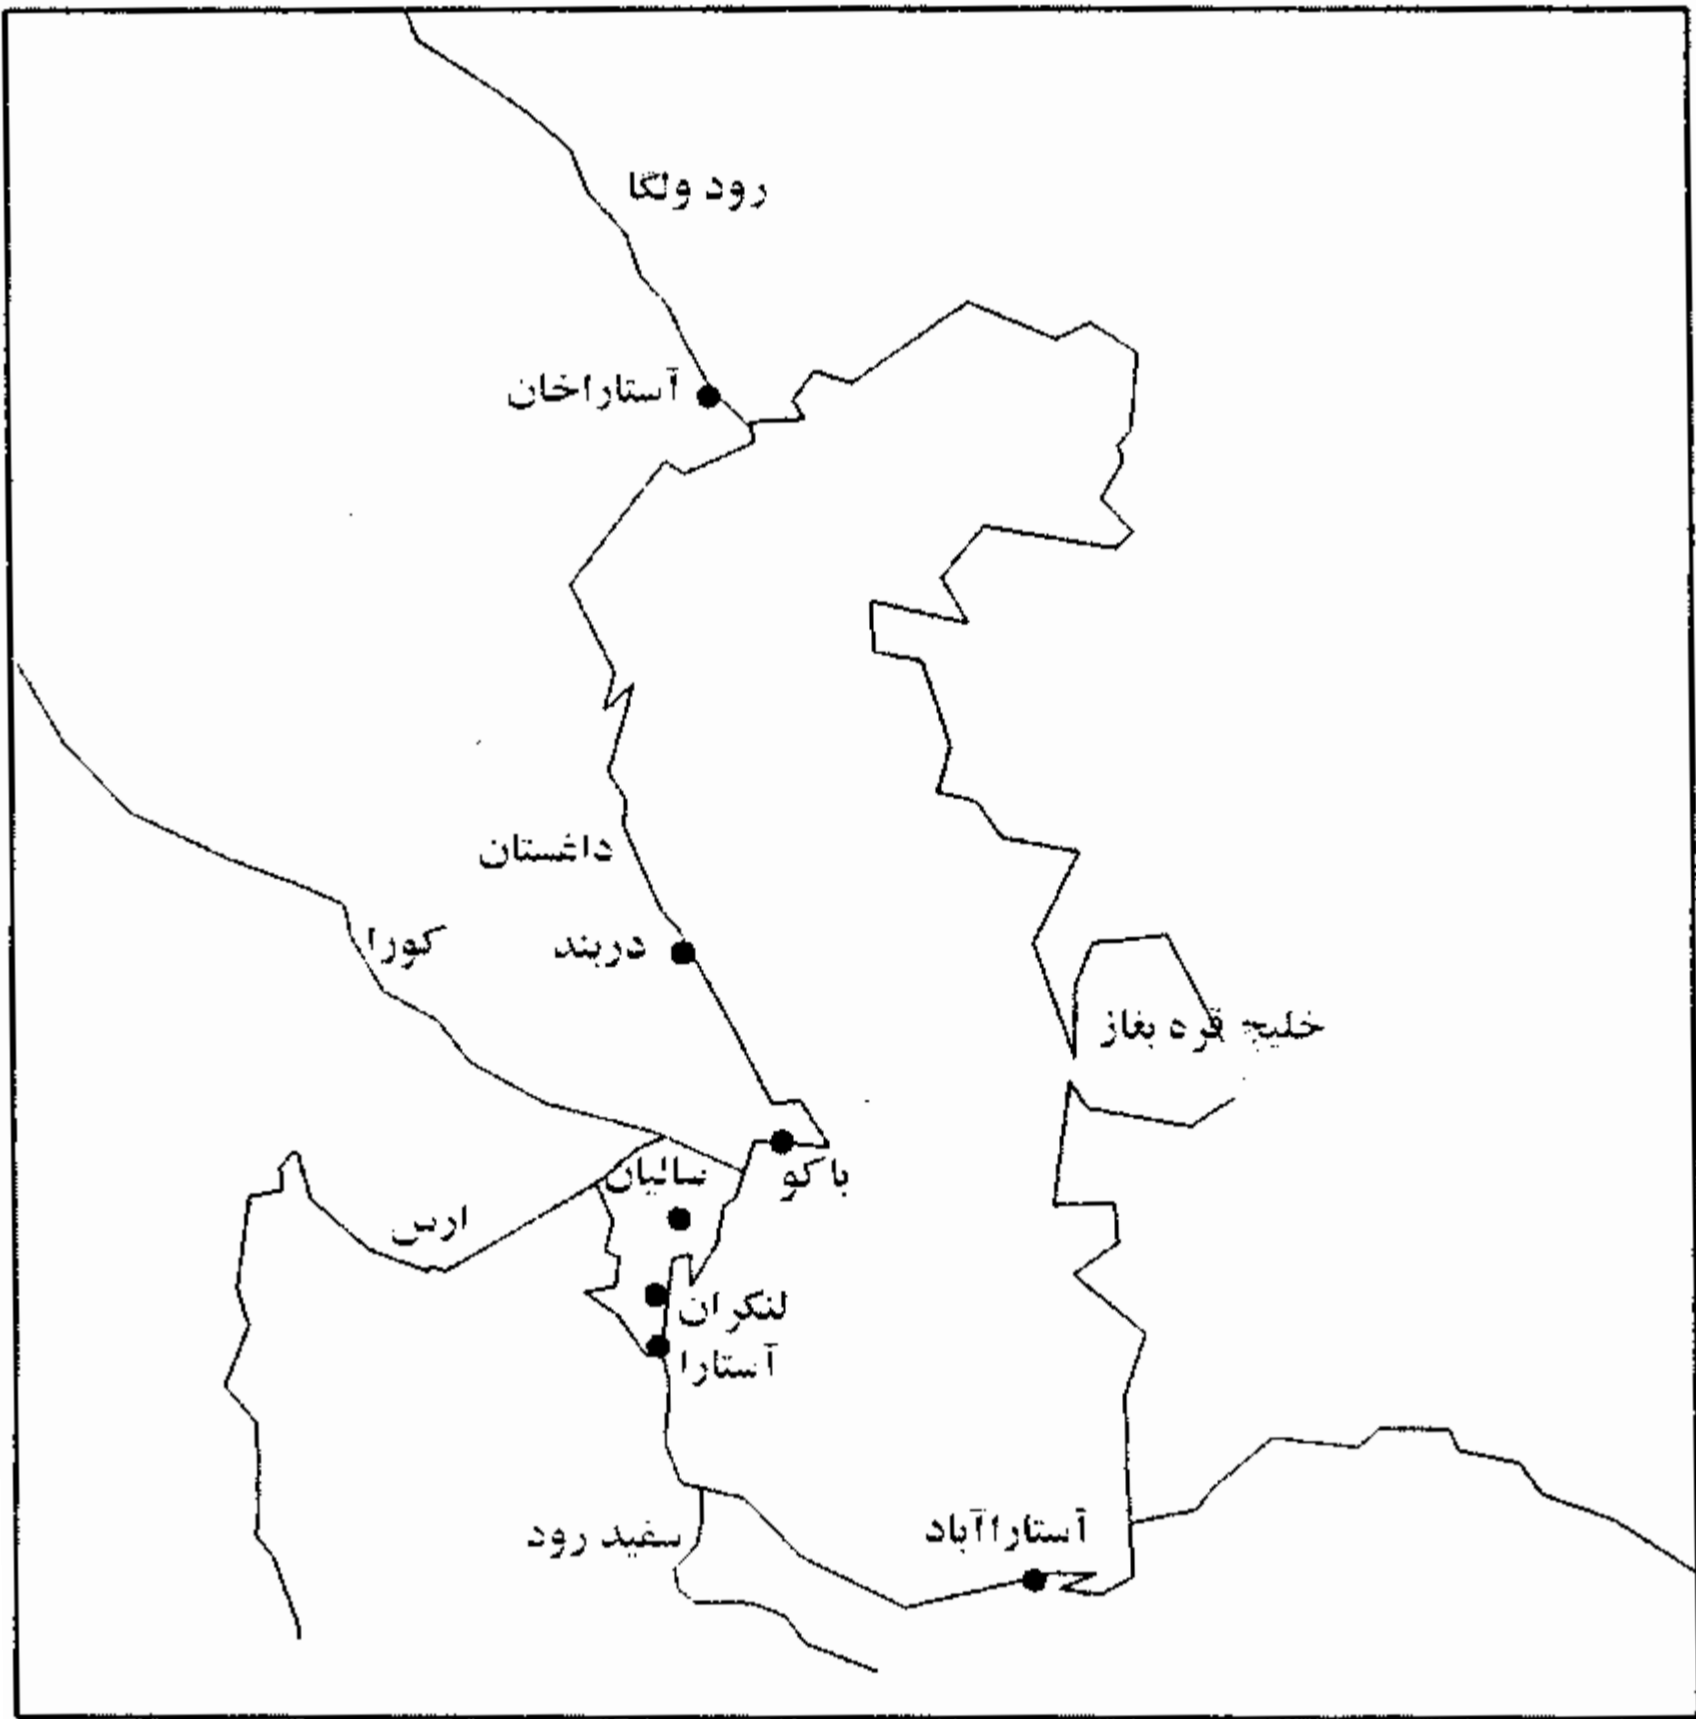 رود ولگا
آستاراخان
داغستان
کورا
دربند
خلیج قره بغاز
سالیان
باکو
ارس
لنکران
آستارا
آستاراآباد
سفید رود